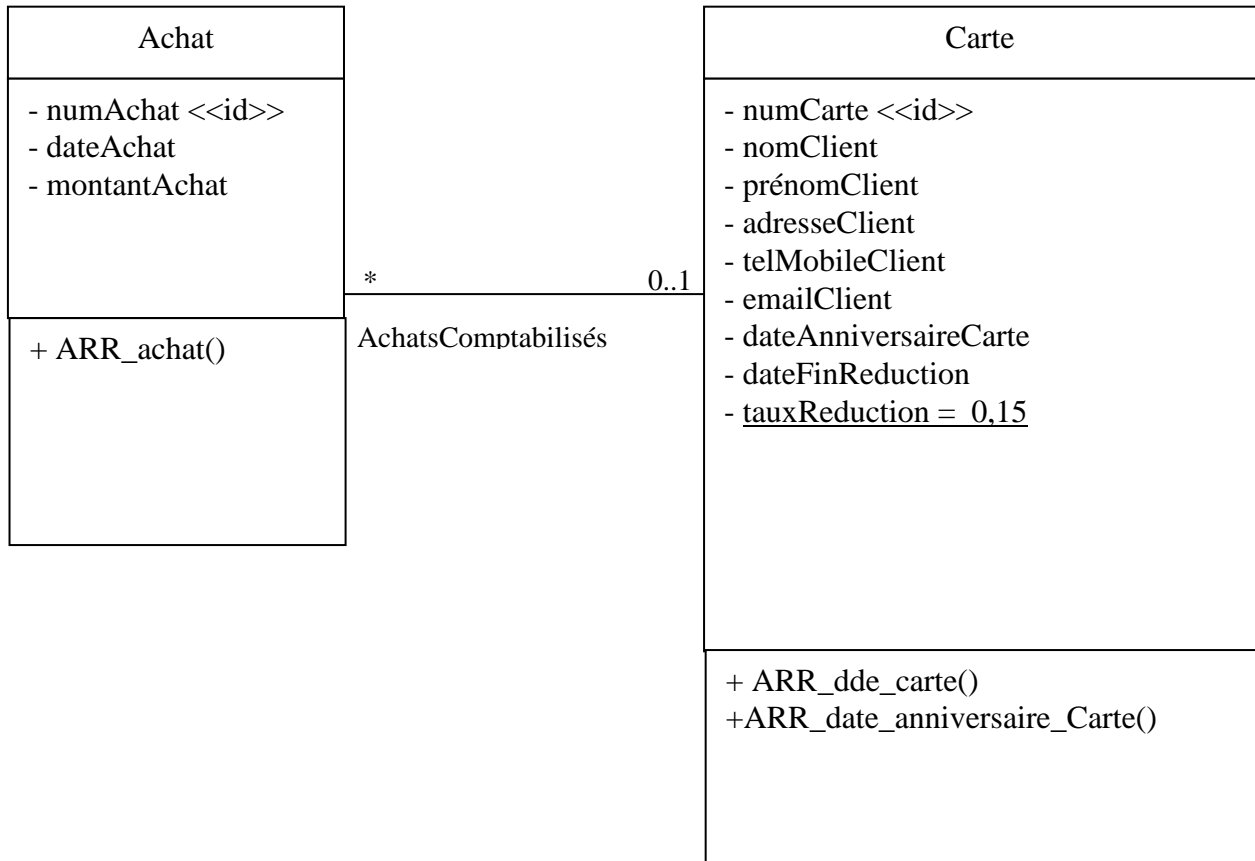 Achat
- numAchat <<id>>
- dateAchat
- montantAchat
+ ARR_achat()
*
0..1
AchatsComptabilisés
Carte
- numCarte <<id>>
- nomClient
- prénomClient
- adresseClient
- telMobileClient
- emailClient
- dateAnniversaireCarte
- dateFinReduction
- tauxReduction = 0,15
+ ARR_dde_carte()
+ARR_date_anniversaire_Carte()